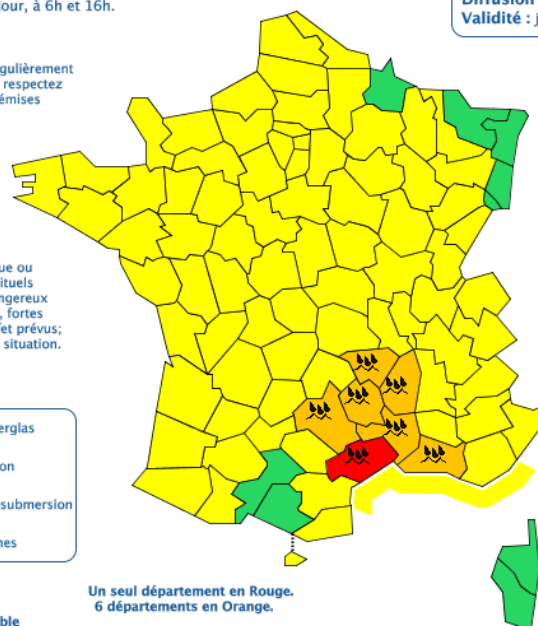 jour, à 6h et 16h.
Diffusion
Validité : j
gulièrement
respectez
émises
ue ou
ituels
ngereux
, fortes
et prévus;
situation.
erglas
on
submersion
nes
Un seul département en Rouge.
6 départements en Orange.
ble